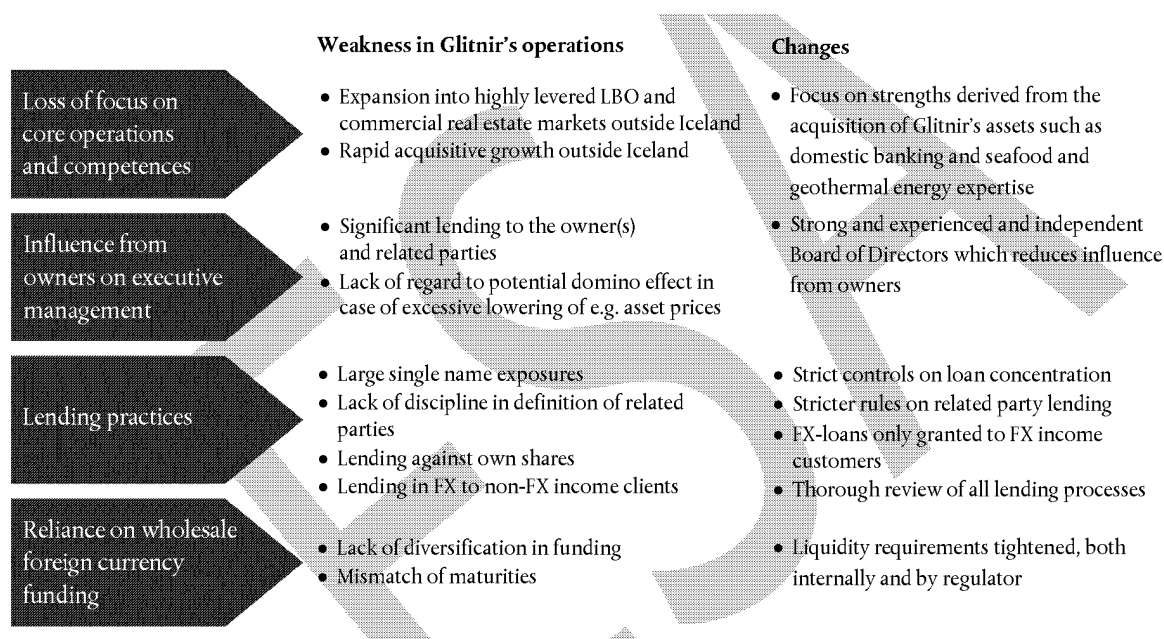 Weakness in Glitnir's operations
Changes
Loss of focus on
core operations
and competences
• Expansion into highly levered LBO and
commercial real estate markets outside Iceland
• Rapid acquisitive growth outside Iceland
• Focus on strengths derived from the
acquisition of Glitnir's assets such as
domestic banking and seafood and
geothermal energy expertise
Influence from
owners on executive
management
• Significant lending to the owner(s)
and related parties
• Lack of regard to potential domino effect in
case of excessive lowering of e.g. asset prices
• Strong and experienced and independent
Board of Directors which reduces influence
from owners
Lending practices
• Large single name exposures
• Lack of discipline in definition of related
parties
• Lending against own shares
• Lending in FX to non-FX income clients
• Strict controls on loan concentration
• Stricter rules on related party lending
• FX-loans only granted to FX income
customers
• Thorough review of all lending processes
Reliance on wholesale
foreign currency
funding
• Lack of diversification in funding
• Mismatch of maturities
• Liquidity requirements tightened, both
internally and by regulator